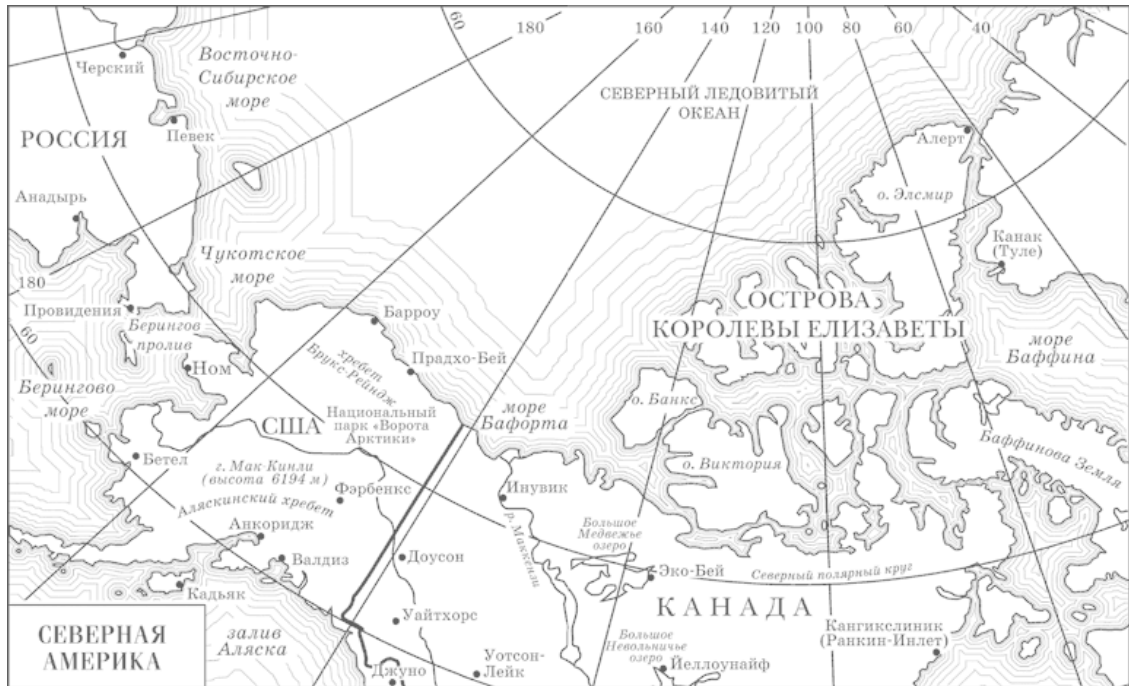 60
180
160
140
120
100
80
60
40
Черский
Восточно-
Сибирское
море
СЕВЕРНЫЙ ЛЕДОВИТЫЙ
ОКЕАН
РОССИЯ
Певек
Алерт
Анадырь
о. Элсмир
Чукотское
море
Канак
(Туле)
180
Провидения
Берингов
пролив
60
Барроу
ОСТРОВА
КОРОЛЕВЫ ЕЛИЗАВЕТЫ
море
Баффина
Ном
хребет
Брукс-Рейндж
Прадхо-Бей
Берингово
море
США
Национальный
парк «Ворота
Арктики»
море
Бафорта
о. Банкс
Баффинова Земля
Бетел
г. Мак-Кинли
(высота 6194 м)
Фэрбенкс
Аляскинский хребет
Инувик
о. Виктория
р. Маккензи
Большое
Медвежье
озеро
Анкоридж
Валдиз
Доусон
Эко-Бей
Северный полярный круг
Кадьяк
Уайтхорс
КАНАДА
СЕВЕРНАЯ
АМЕРИКА
залив
Аляска
Джуно
Уотсон-
Лейк
Большое
Невольничье
озеро
Йеллоунайф
Кангикслиник
(Ранкин-Инлет)